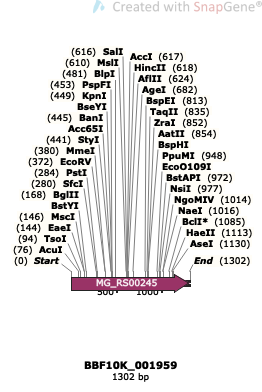 Created with SnapGene®
(616) SalI
(610) MslI
(481) BlpI
(453) PspFI
(449) KpnI
BseYI
(445) BanI
Acc65I
(441) StyI
(380) MmeI
(372) EcoRV
(284) PstI
(280) SfcI
(168) BglII
BstYI
(146) MscI
(144) EaeI
(94) TsoI
(76) AcuI
(0) Start
AccI (617)
HincII (618)
AflII (624)
AgeI (682)
BspEI (813)
TaqII (835)
ZraI (852)
AatII (854)
BspHI
PpuMI (948)
EcoO109I
BstAPI (972)
NsiI (977)
NgoMIV (1014)
NaeI (1016)
BclI* (1085)
HaeII (1113)
AseI (1130)
End (1302)
MG_RS00245
500
1000
BBF10K_001959
1302 bp